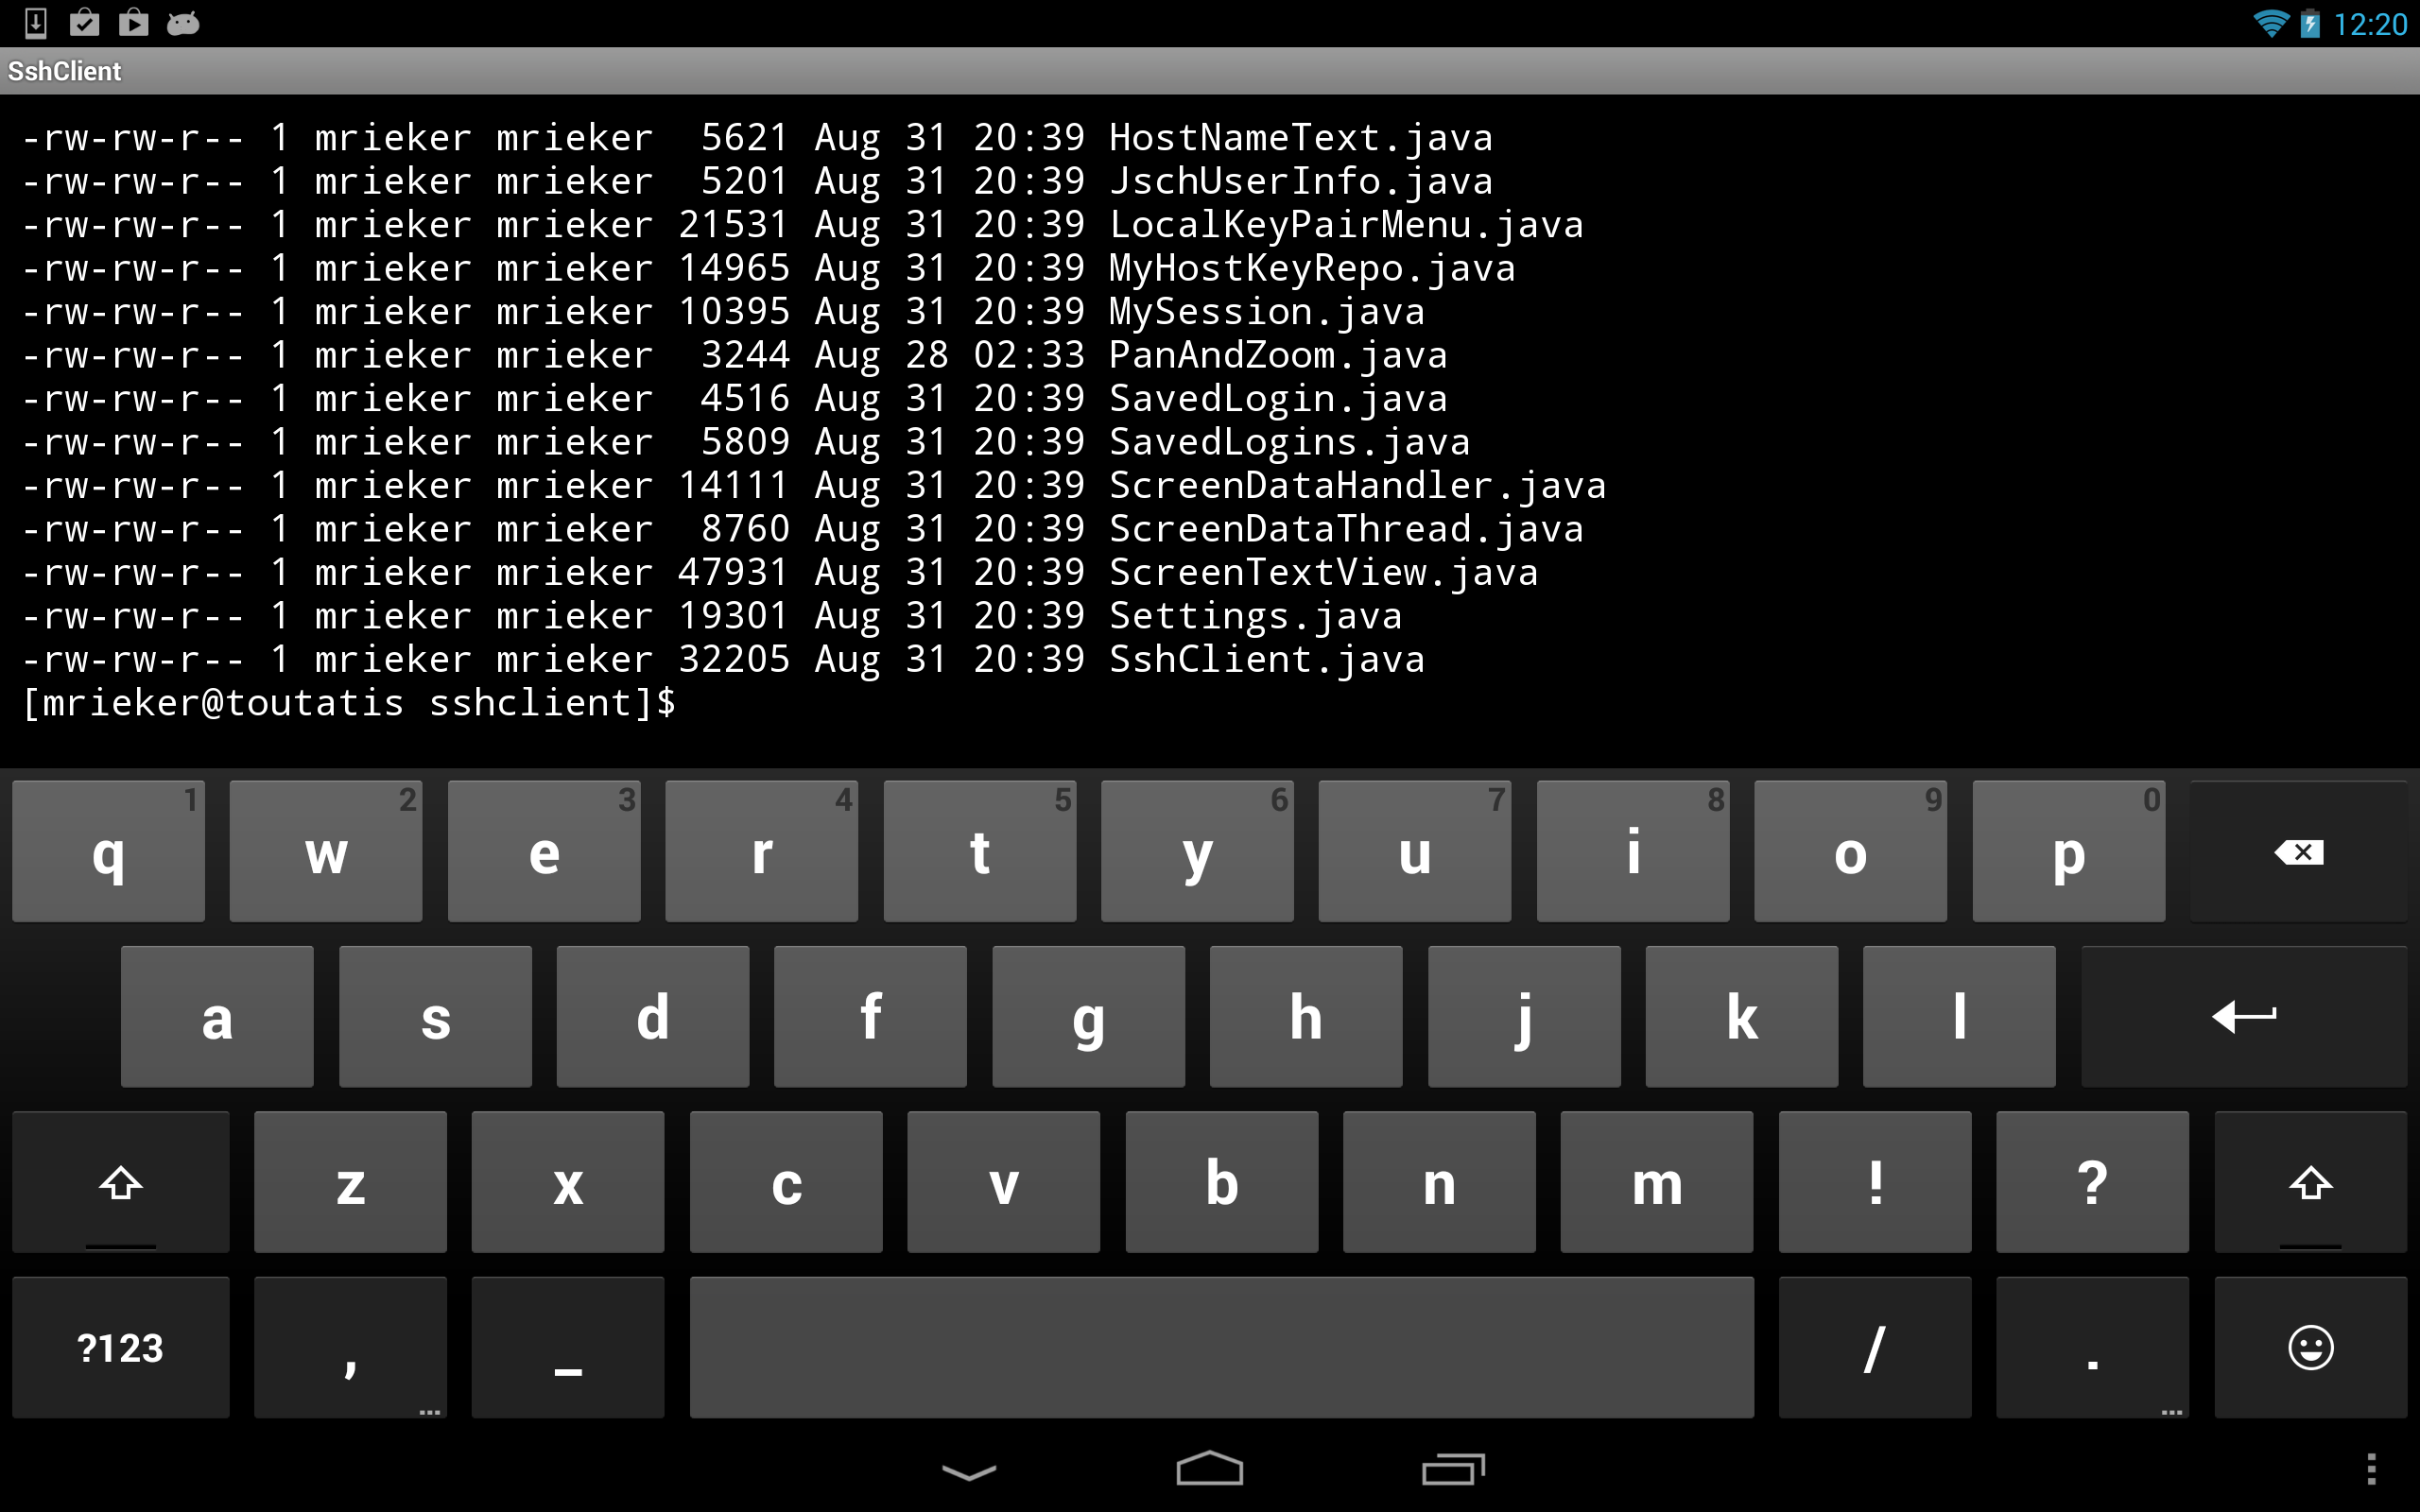 12:20
SshClient
-rw-rw-r-- 1 mrieker mrieker  5621 Aug 31 20:39 HostNameText.java
-rw-rw-r-- 1 mrieker mrieker  5201 Aug 31 20:39 JschUserInfo.java
-rw-rw-r-- 1 mrieker mrieker 21531 Aug 31 20:39 LocalKeyPairMenu.java
-rw-rw-r-- 1 mrieker mrieker 14965 Aug 31 20:39 MyHostKeyRepo.java
-rw-rw-r-- 1 mrieker mrieker 10395 Aug 31 20:39 MySession.java
-rw-rw-r-- 1 mrieker mrieker  3244 Aug 28 02:33 PanAndZoom.java
-rw-rw-r-- 1 mrieker mrieker  4516 Aug 31 20:39 SavedLogin.java
-rw-rw-r-- 1 mrieker mrieker  5809 Aug 31 20:39 SavedLogins.java
-rw-rw-r-- 1 mrieker mrieker 14111 Aug 31 20:39 ScreenDataHandler.java
-rw-rw-r-- 1 mrieker mrieker  8760 Aug 31 20:39 ScreenDataThread.java
-rw-rw-r-- 1 mrieker mrieker 47931 Aug 31 20:39 ScreenTextView.java
-rw-rw-r-- 1 mrieker mrieker 19301 Aug 31 20:39 Settings.java
-rw-rw-r-- 1 mrieker mrieker 32205 Aug 31 20:39 SshClient.java
[mrieker@toutatis sshclient]$
1 2 3 4 5 6 7 8 9 0
q w e r t y u i o p
a s d f g h j k l
z x c v b n m ! ?
?123 , _ / .